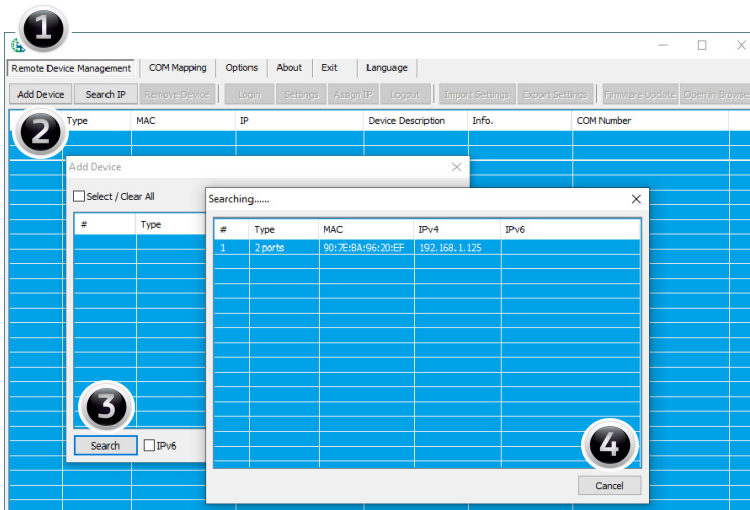 1
Remote Device Management COM Mapping Options About Exit Language
Add Device Search IP Remove Device Login Settings Assign IP Logout Import Settings Export Settings Firmware Update Open in Browse
2
Type MAC IP Device Description Info. COM Number
Add Device
Select / Clear All
# Type
Searching......
# Type MAC IPv4 IPv6
1 2 ports 90:7E:BA:96:20:EF 192.168.1.125
3
Search IPv6
4
Cancel